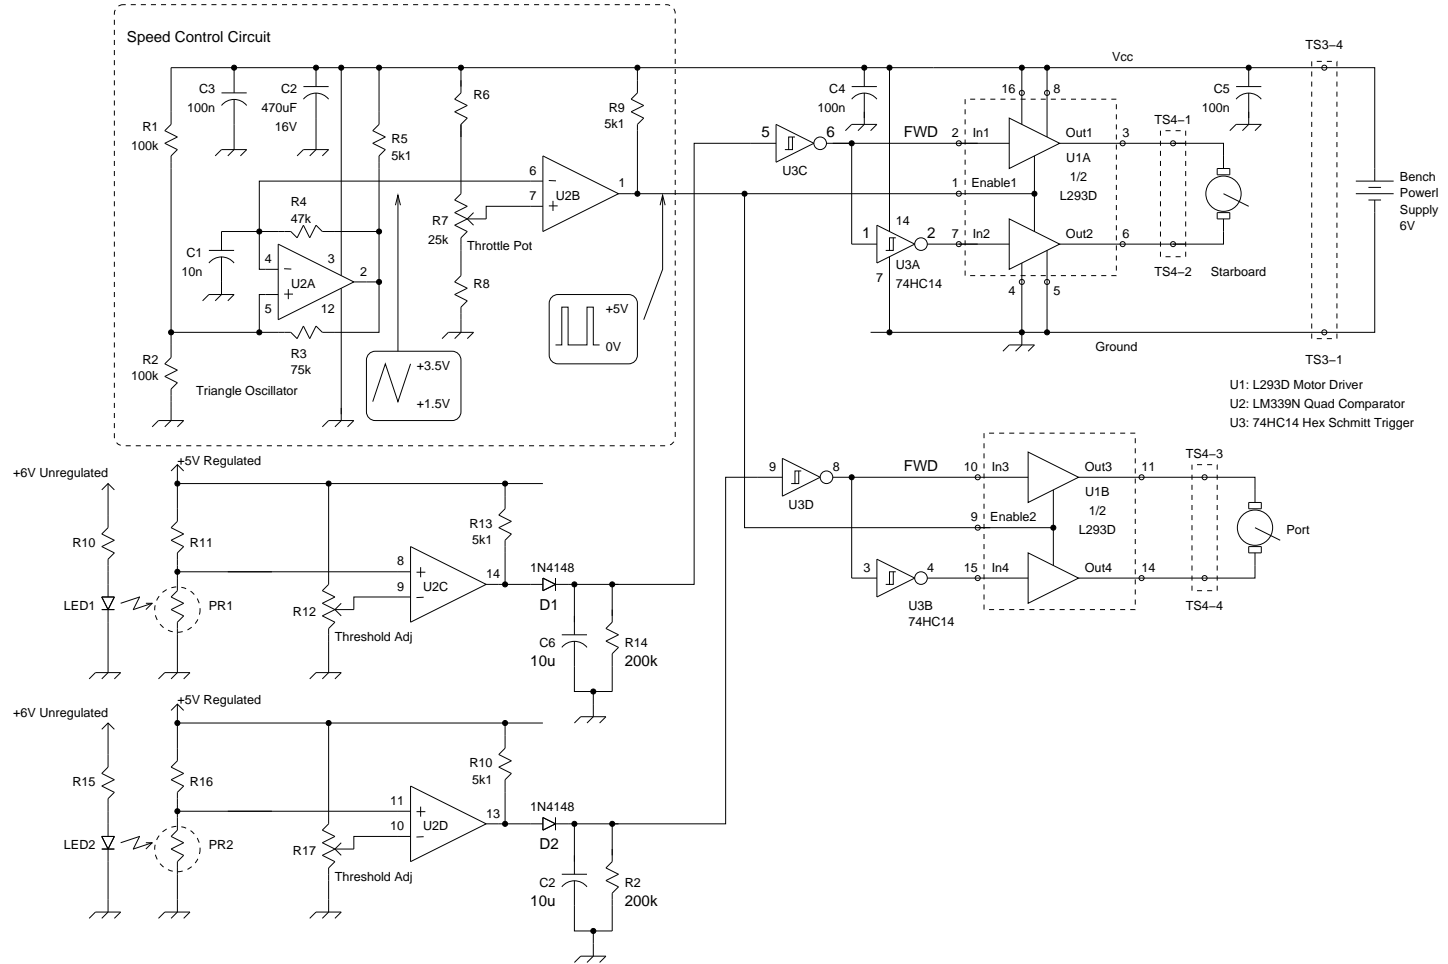 Speed Control Circuit
C3
100n
C2
470uF
16V
R1
100k
R5
5k1
R6
R9
5k1
R4
47k
C1
10n
4
5
3
2
12
U2A
R7
25k
Throttle Pot
6
7
1
U2B
R8
R3
75k
R2
100k
Triangle Oscillator
+3.5V
+1.5V
+5V
0V
Vcc
C4
100n
5
6
U3C
FWD
2
In1
16
8
Out1
3
U1A
1/2
L293D
1
Enable1
1
14
2
7
U3A
74HC14
7
In2
Out2
6
4
5
Ground
C5
100n
TS4-1
TS4-2
Starboard
TS3-4
TS3-1
Bench
Powerl
Supply
6V
U1: L293D Motor Driver
U2: LM339N Quad Comparator
U3: 74HC14 Hex Schmitt Trigger
+6V Unregulated
+5V Regulated
R10
R11
LED1
PR1
R12
Threshold Adj
8
9
14
U2C
R13
5k1
1N4148
D1
C6
10u
R14
200k
9
8
U3D
FWD
10
In3
Out3
11
U1B
1/2
L293D
9
Enable2
3
4
U3B
74HC14
15
In4
Out4
14
TS4-3
TS4-4
Port
+6V Unregulated
+5V Regulated
R15
R16
LED2
PR2
R17
Threshold Adj
11
10
13
U2D
R10
5k1
1N4148
D2
C2
10u
R2
200k